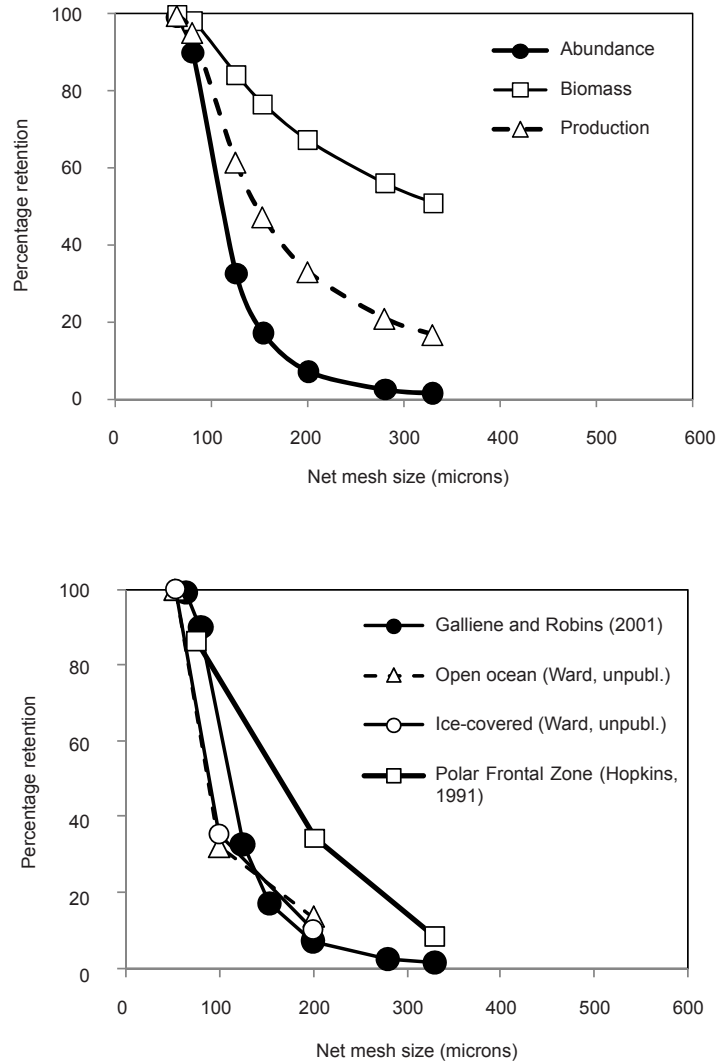 100
80
60
40
20
0
Percentage retention
Abundance
Biomass
Production
0 100 200 300 400 500 600
Net mesh size (microns)
100
80
60
40
20
0
Percentage retention
Galliene and Robins (2001)
Open ocean (Ward, unpubl.)
Ice-covered (Ward, unpubl.)
Polar Frontal Zone (Hopkins,
1991)
0 100 200 300 400 500 600
Net mesh size (microns)